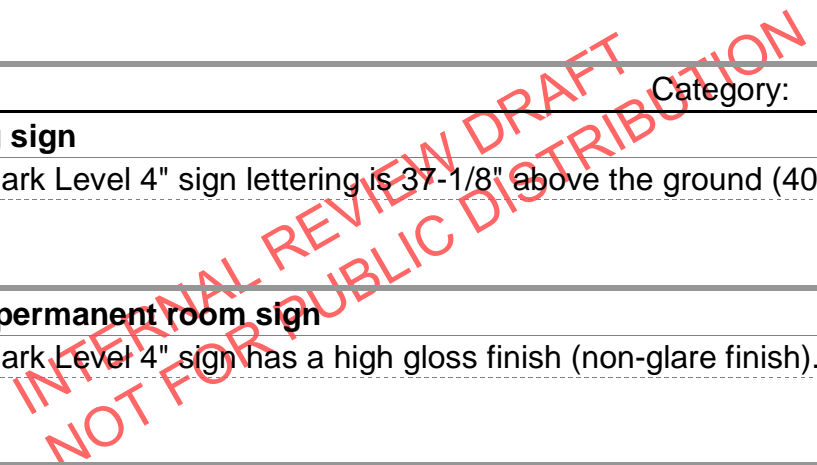 Category:
sign
ark Level 4" sign lettering is 37-1/8" above the ground (40
permanent room sign
ark Level 4" sign has a high gloss finish (non-glare finish).
INTERNAL REVIEW DRAFT
NOT FOR PUBLIC DISTRIBUTION